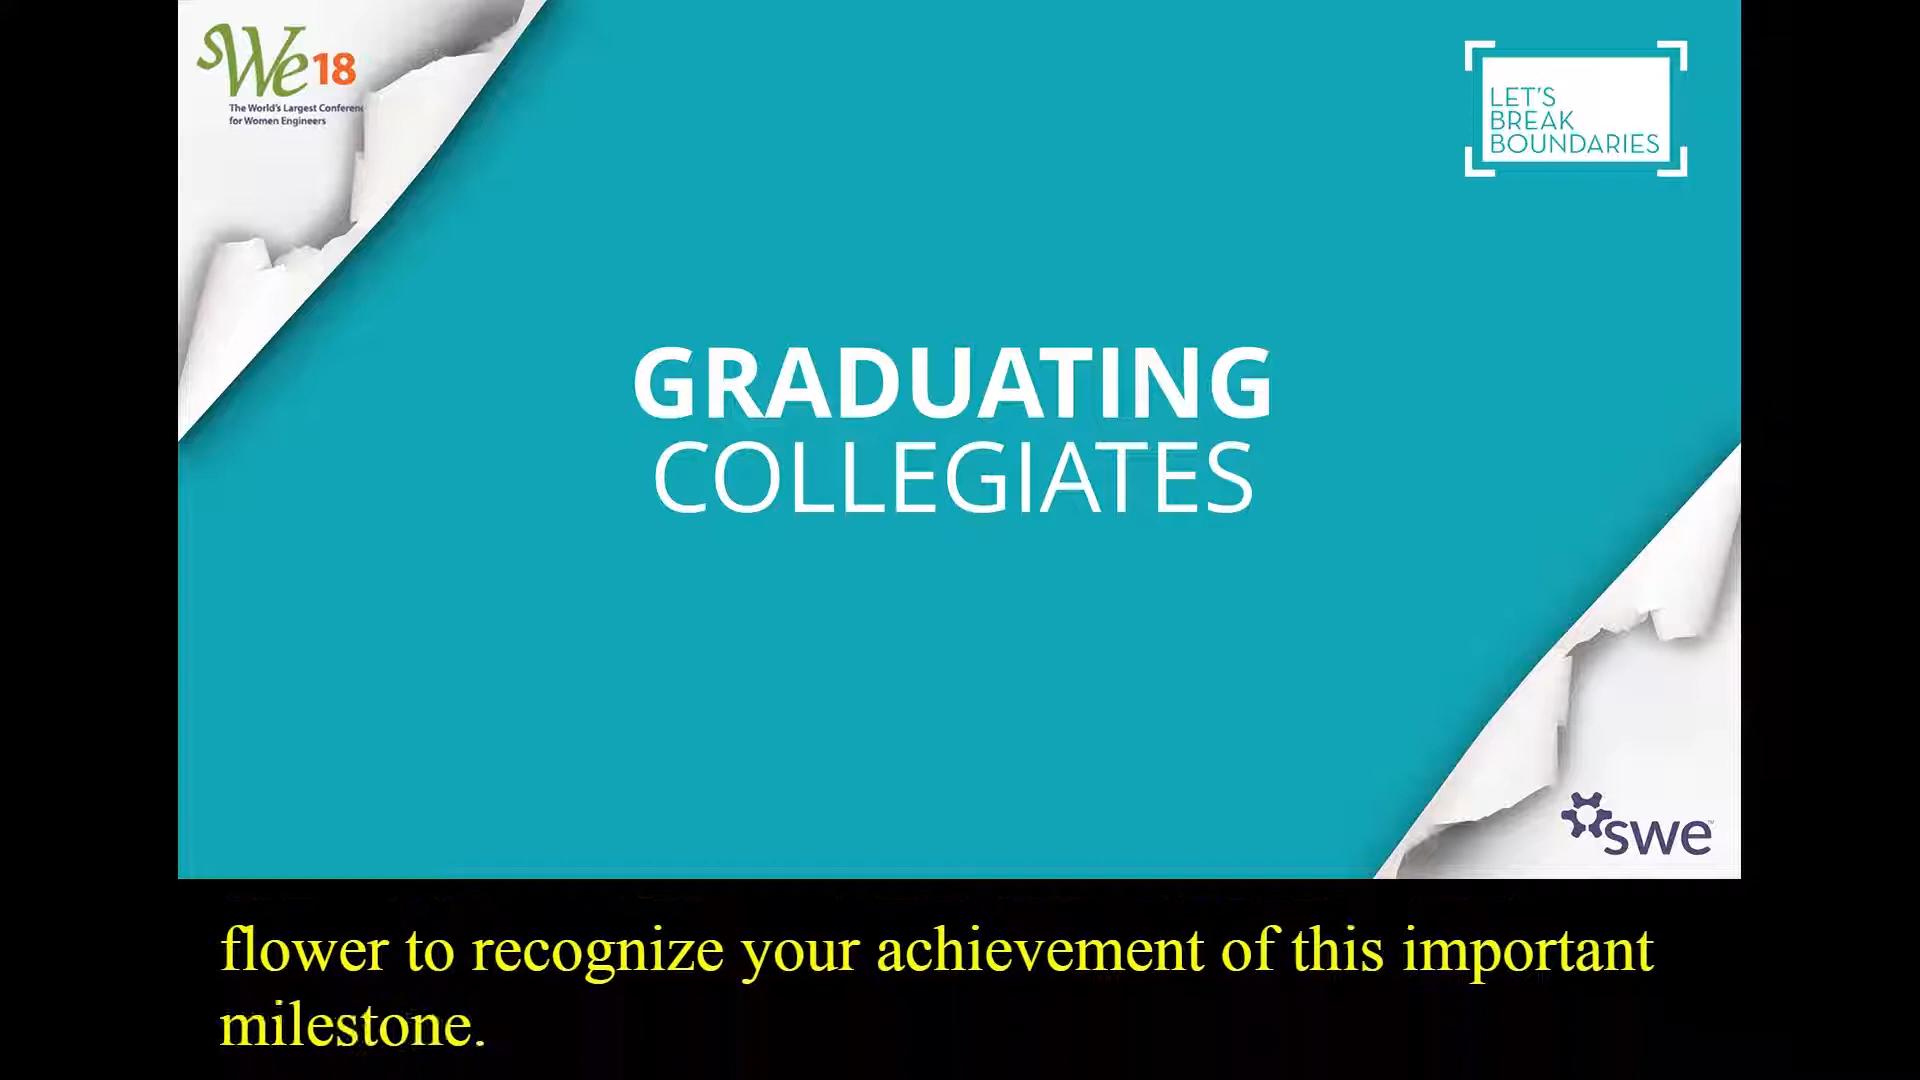 sWe18
The World's Largest Conferenc
for Women Engineers
LET'S
BREAK
BOUNDARIES
GRADUATING
COLLEGIATES
swe
flower to recognize your achievement of this important
milestone.